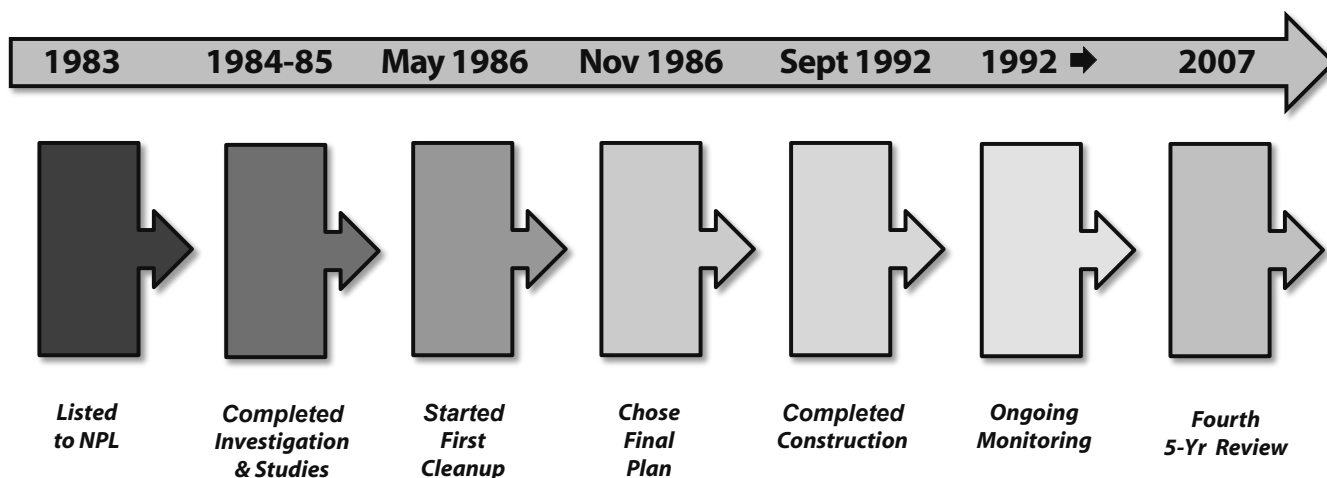 1983 1984-85 May 1986 Nov 1986 Sept 1992 1992 2007
Listed
to NPL
Completed
Investigation
& Studies
Started
First
Cleanup
Chose
Final
Plan
Completed
Construction
Ongoing
Monitoring
Fourth
5-Yr Review